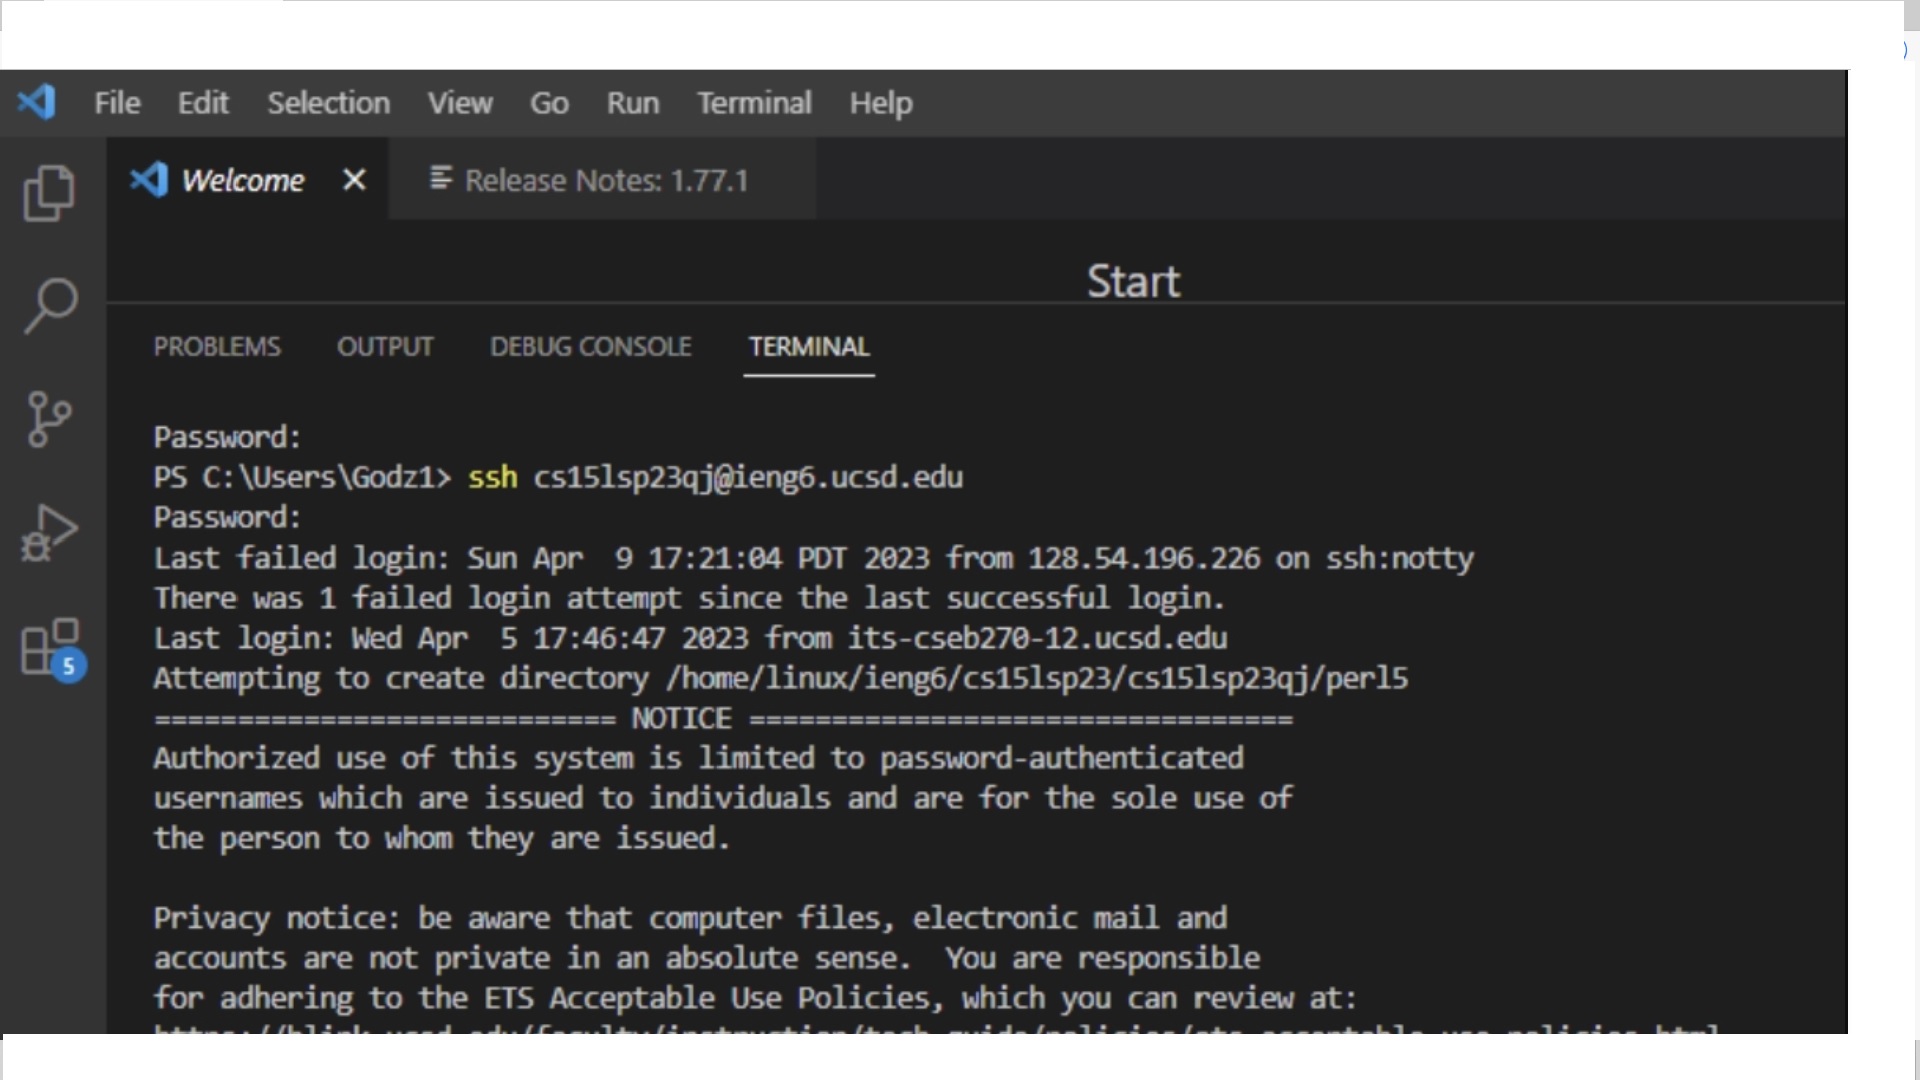 File Edit Selection View Go Run Terminal Help
Welcome Release Notes: 1.77.1
Start
PROBLEMS OUTPUT DEBUG CONSOLE TERMINAL
Password:
PS C:\Users\Godz1> ssh cs15lsp23qj@ieng6.ucsd.edu
Password:
Last failed login: Sun Apr  9 17:21:04 PDT 2023 from 128.54.196.226 on ssh:notty
There was 1 failed login attempt since the last successful login.
Last login: Wed Apr  5 17:46:47 2023 from its-cseb270-12.ucsd.edu
Attempting to create directory /home/linux/ieng6/cs15lsp23/cs15lsp23qj/perl5
5
============================ NOTICE =================================
Authorized use of this system is limited to password-authenticated
usernames which are issued to individuals and are for the sole use of
the person to whom they are issued.
Privacy notice: be aware that computer files, electronic mail and
accounts are not private in an absolute sense.  You are responsible
for adhering to the ETS Acceptable Use Policies, which you can review at: